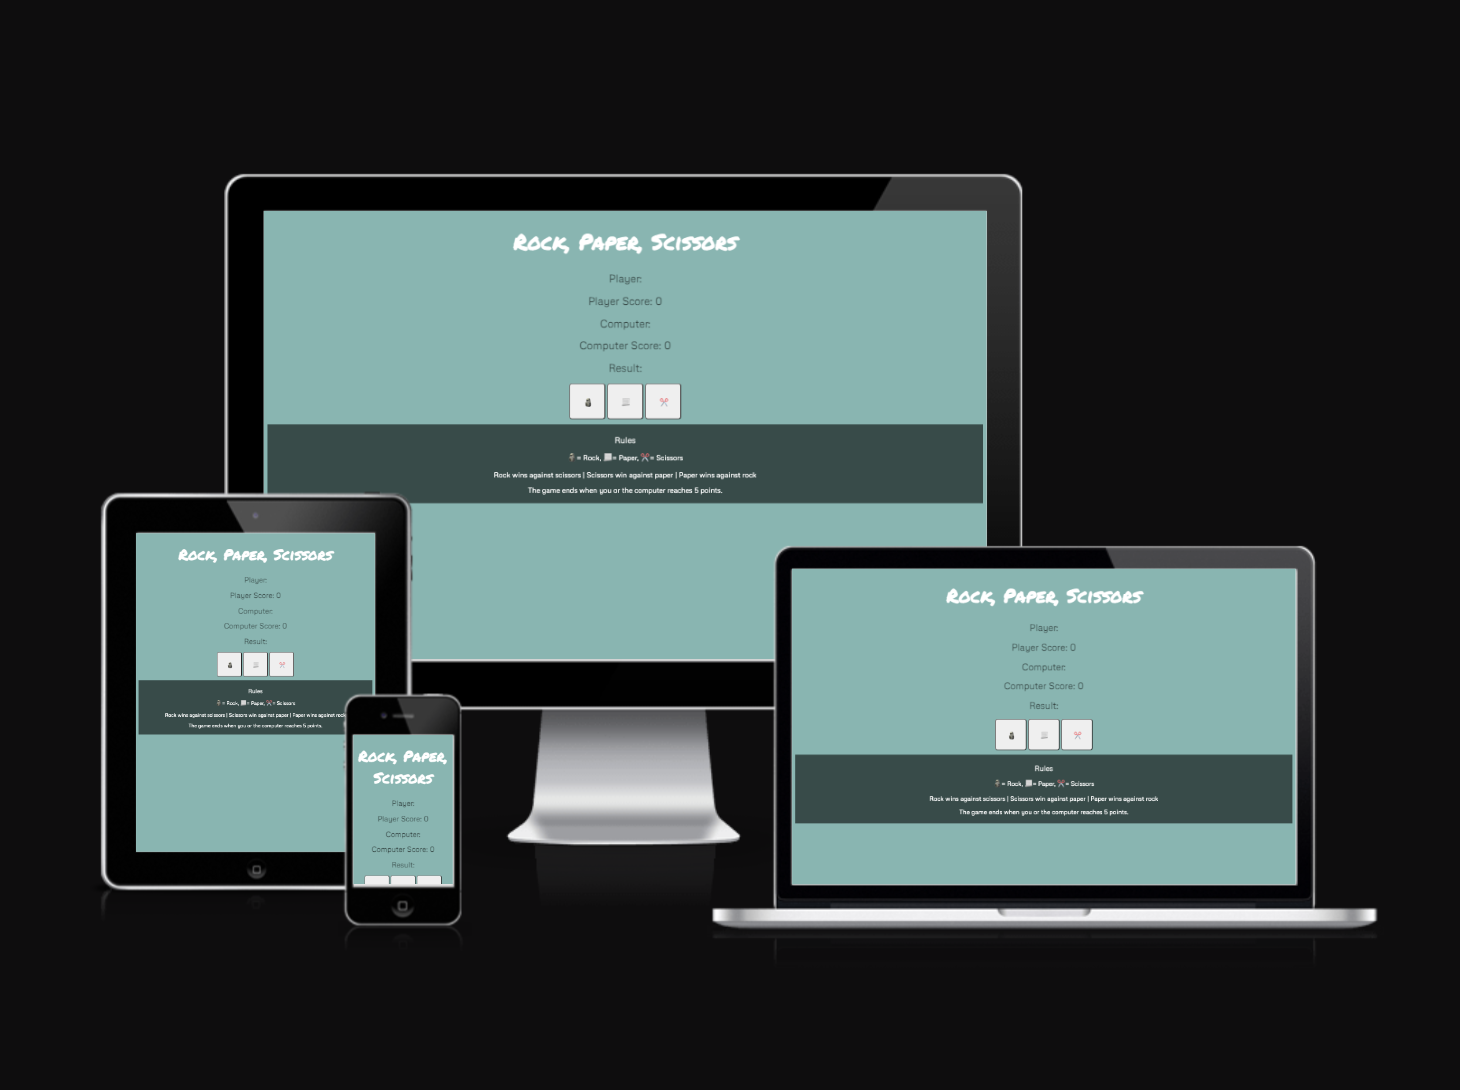 Rock, Paper, Scissors
Player:
Player Score: 0
Computer:
Computer Score: 0
Result:
Rules
= Rock, = Paper, = Scissors
Rock wins against scissors | Scissors win against paper | Paper wins against rock
The game ends when you or the computer reaches 5 points.
Rock, Paper, Scissors
Player:
Player Score: 0
Computer:
Computer Score: 0
Result:
Rules
= Rock, = Paper, = Scissors
Rock wins against scissors | Scissors win against paper | Paper wins against rock
The game ends when you or the computer reaches 5 points.
Rock, Paper,
Scissors
Player:
Player Score: 0
Computer:
Computer Score: 0
Result:
Rock, Paper, Scissors
Player:
Player Score: 0
Computer:
Computer Score: 0
Result:
Rules
= Rock, = Paper, = Scissors
Rock wins against scissors | Scissors win against paper | Paper wins against rock
The game ends when you or the computer reaches 5 points.